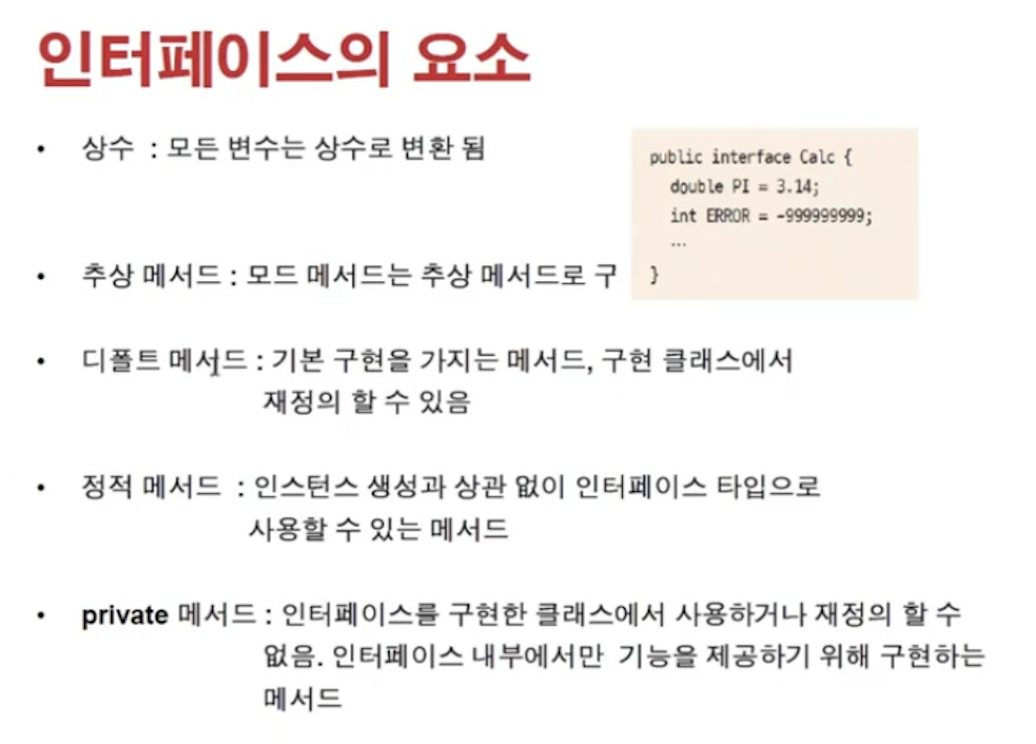 인터페이스의 요소
• 상수 : 모든 변수는 상수로 변환 됨
public interface Calc {
double PI = 3.14;
int ERROR = -999999999;
...
}
• 추상 메서드 : 모드 메서드는 추상 메서드로 구
• 디폴트 메서드 : 기본 구현을 가지는 메서드, 구현 클래스에서
재정의 할 수 있음
• 정적 메서드 : 인스턴스 생성과 상관 없이 인터페이스 타입으로
사용할 수 있는 메서드
• private 메서드 : 인터페이스를 구현한 클래스에서 사용하거나 재정의 할 수
없음. 인터페이스 내부에서만 기능을 제공하기 위해 구현하는
메서드